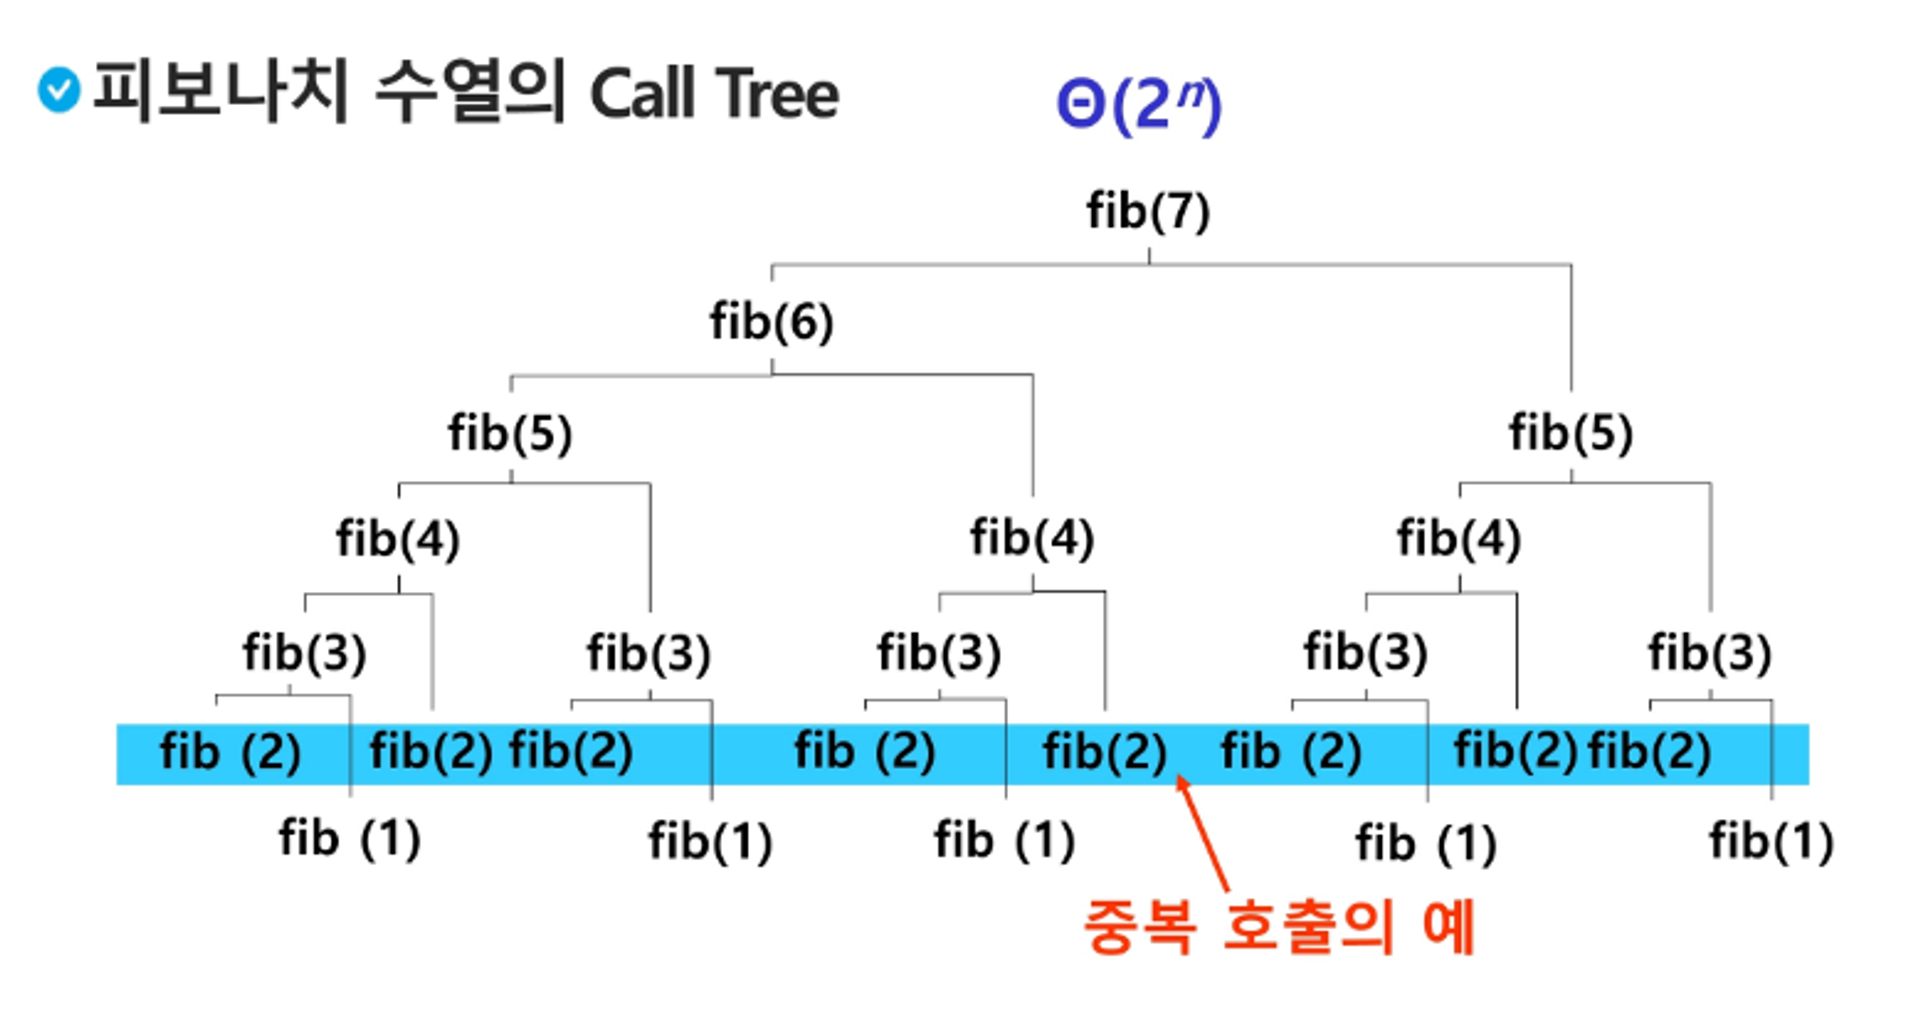 피보나치 수열의 Call Tree
Θ(2ⁿ)
fib(7)
fib(6)
fib(5) fib(5)
fib(4) fib(4) fib(4)
fib(3) fib(3) fib(3) fib(3) fib(3)
fib (2) fib(2) fib(2) fib (2) fib(2) fib (2) fib(2) fib(2)
fib (1) fib(1) fib (1) fib (1) fib(1)
중복 호출의 예